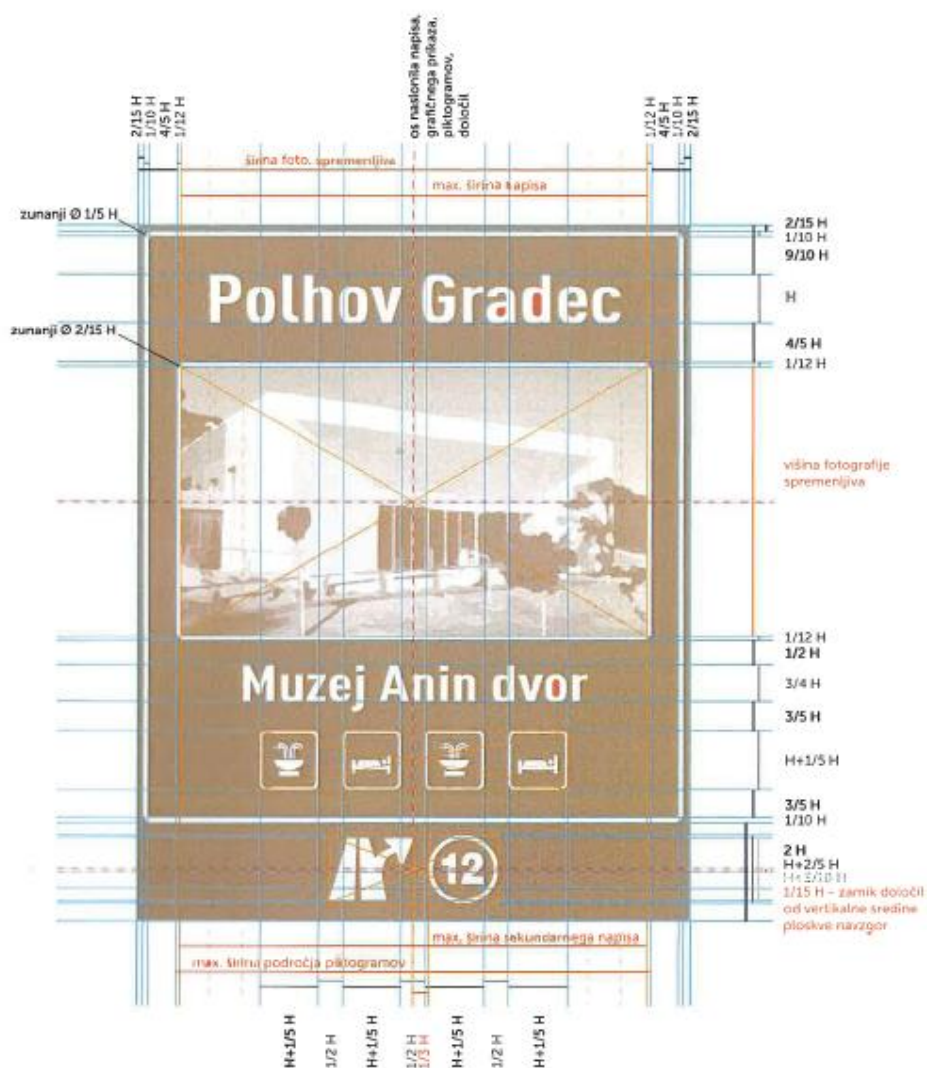 os naslonila napisa,
grafičnega prikaza,
piktogramov,
določil
2/15 H
1/10 H
4/5 H
1/12 H
1/12 H
4/5 H
1/10 H
2/15 H
širina foto. spremenljiva
max. širina napisa
zunanji Ø 1/5 H
2/15 H
1/10 H
9/10 H
Polhov Gradec
H
zunanji Ø 2/15 H
4/5 H
1/12 H
višina fotografije
spremenljiva
1/12 H
1/2 H
Muzej Anin dvor
3/4 H
3/5 H
H+1/5 H
3/5 H
1/10 H
12
2 H
H+2/5 H
1/15 H – zamik določil
od vertikalne sredine
ploskve navzgor
max. širina sekundarnega napisa
max. širina področja piktogramov
H+1/5 H
1/2 H
H+1/5 H
1/2 H
1/3 H
H+1/5 H
1/2 H
H+1/5 H